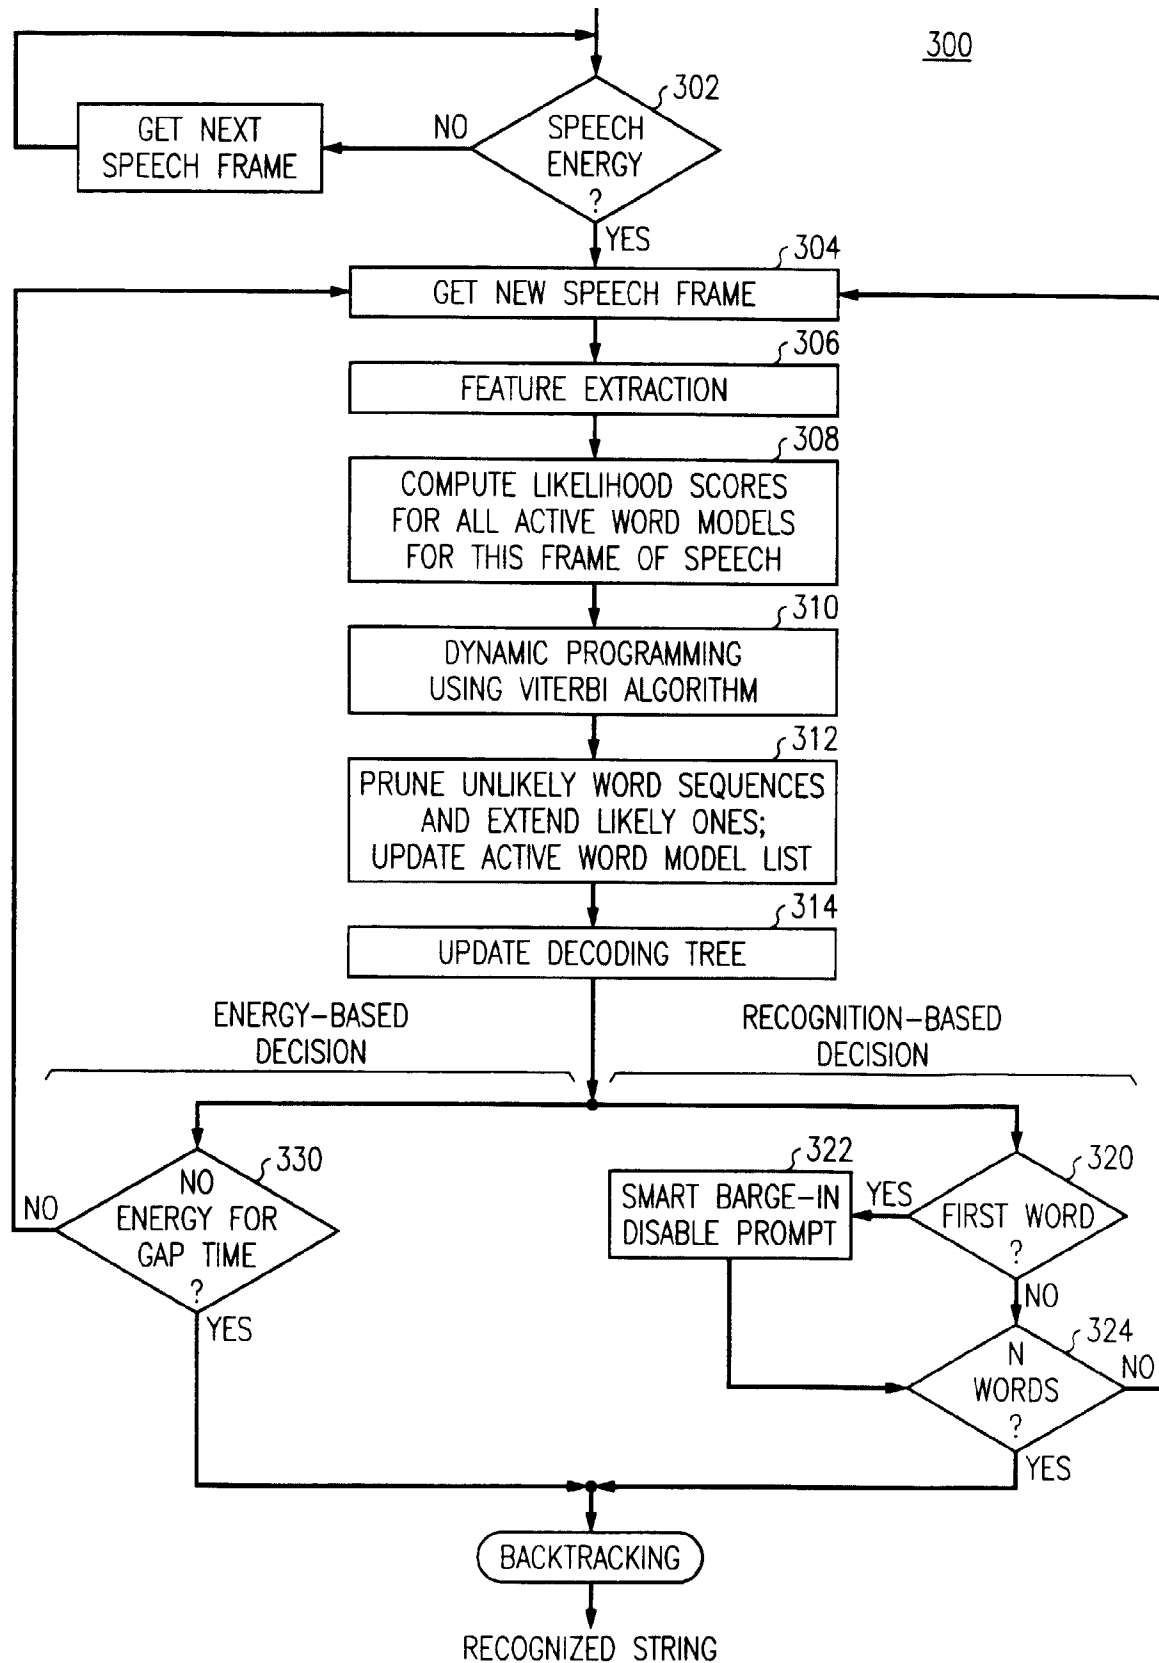 300
302
SPEECH
ENERGY
?
NO
GET NEXT
SPEECH FRAME
YES
304
GET NEW SPEECH FRAME
306
FEATURE EXTRACTION
308
COMPUTE LIKELIHOOD SCORES
FOR ALL ACTIVE WORD MODELS
FOR THIS FRAME OF SPEECH
310
DYNAMIC PROGRAMMING
USING VITERBI ALGORITHM
312
PRUNE UNLIKELY WORD SEQUENCES
AND EXTEND LIKELY ONES;
UPDATE ACTIVE WORD MODEL LIST
314
UPDATE DECODING TREE
ENERGY-BASED
DECISION
RECOGNITION-BASED
DECISION
330
NO
ENERGY FOR
GAP TIME
?
NO
YES
322
SMART BARGE-IN
DISABLE PROMPT
YES
320
FIRST WORD
?
NO
324
N
WORDS
?
NO
YES
BACKTRACKING
RECOGNIZED STRING